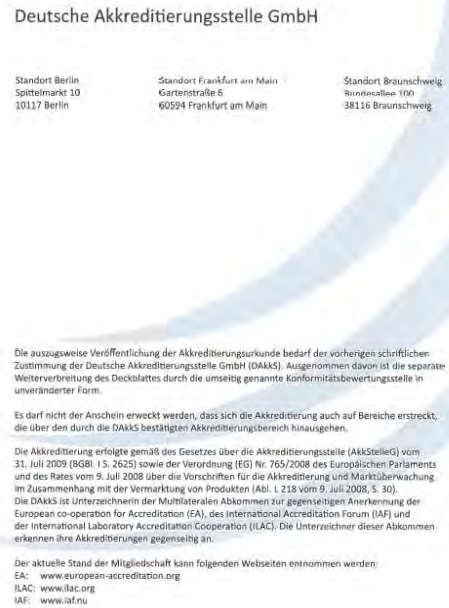 Deutsche Akkreditierungsstelle GmbH
Standort Berlin
Spittelmarkt 10
10117 Berlin
Standort Frankfurt am Main
Gartenstraße 6
60594 Frankfurt am Main
Standort Braunschweig
Bundesallee 100
38116 Braunschweig
Die auszugsweise Veröffentlichung der Akkreditierungsurkunde bedarf der vorherigen schriftlichen
Zustimmung der Deutsche Akkreditierungsstelle GmbH (DAkkS). Ausgenommen davon ist die separate
Weiterverbreitung des Deckblattes durch die umseitig genannte Konformitätsbewertungsstelle in
unveränderter Form.
Es darf nicht der Anschein erweckt werden, dass sich die Akkreditierung auch auf Bereiche erstreckt,
die über den durch die DAkkS bestätigten Akkreditierungsbereich hinausgehen.
Die Akkreditierung erfolgte gemäß des Gesetzes über die Akkreditierungsstelle (AkkStelleG) vom
31. Juli 2009 (BGBl. I S. 2625) sowie der Verordnung (EG) Nr. 765/2008 des Europäischen Parlaments
und des Rates vom 9. Juli 2008 über die Vorschriften für die Akkreditierung und Marktüberwachung
im Zusammenhang mit der Vermarktung von Produkten (Abl. L 218 vom 9. Juli 2008, S. 30).
Die DAkkS ist Unterzeichnerin der Multilateralen Abkommen zur gegenseitigen Anerkennung der
European co-operation for Accreditation (EA), des International Accreditation Forum (IAF) und
der International Laboratory Accreditation Cooperation (ILAC). Die Unterzeichner dieser Abkommen
erkennen ihre Akkreditierungen gegenseitig an.
Der aktuelle Stand der Mitgliedschaft kann folgenden Webseiten entnommen werden:
EA: www.european-accreditation.org
ILAC: www.ilac.org
IAF: www.iaf.nu